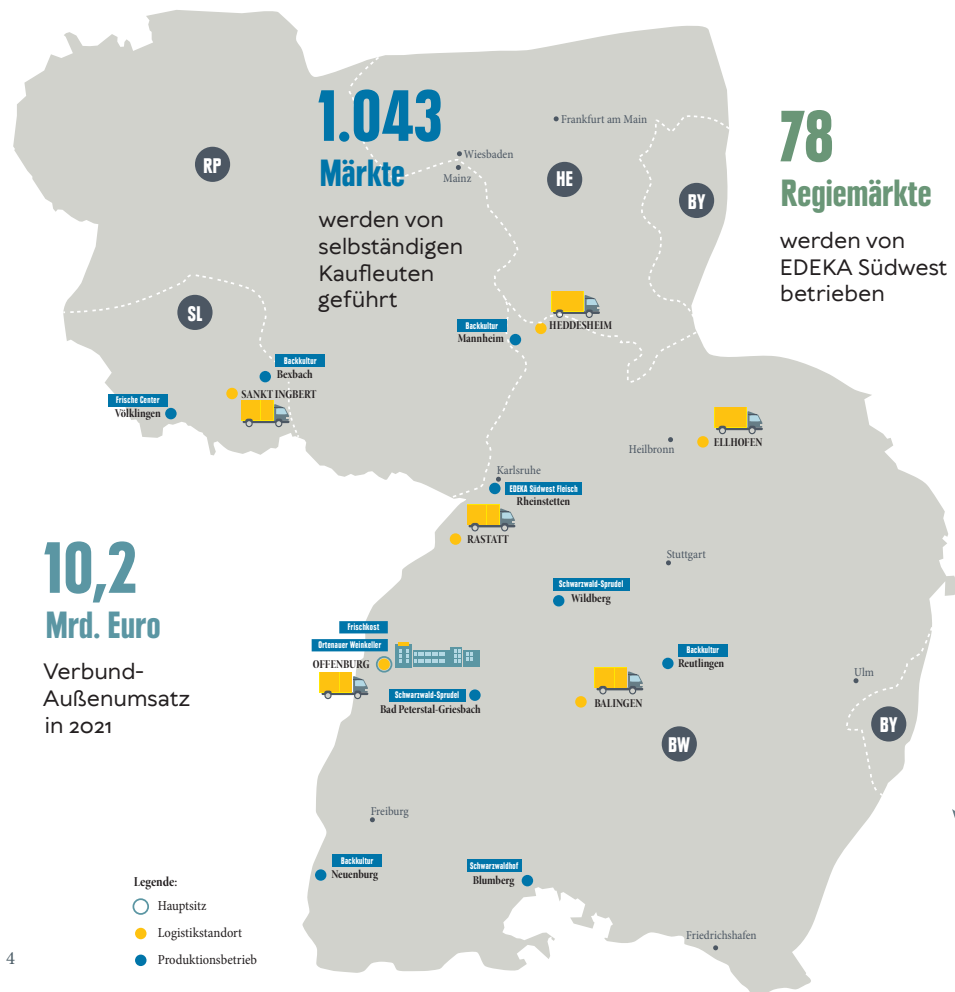 1.043
Märkte
werden von
selbständigen
Kaufleuten
geführt
78
Regiemärkte
werden von
EDEKA Südwest
betrieben
Frankfurt am Main
Wiesbaden
Mainz
RP
HE
BY
SL
HEDDESHEIM
Backkultur
Mannheim
Backkultur
Bexbach
SANKT INGBERT
Frische Center
Völklingen
ELLHOFEN
Heilbronn
Karlsruhe
EDEKA Südwest Fleisch
Rheinstetten
RASTATT
10,2
Mrd. Euro
Verbund-
Außenumsatz
in 2021
Stuttgart
Schwarzwald-Sprudel
Wildberg
Frischkost
Ortenauer Weinkeller
OFFENBURG
Backkultur
Reutlingen
Schwarzwald-Sprudel
Bad Peterstal-Griesbach
BALINGEN
Ulm
BY
BW
Freiburg
Backkultur
Neuenburg
Schwarzwaldhof
Blumberg
Friedrichshafen
Legende:
Hauptsitz
Logistikstandort
Produktionsbetrieb
4